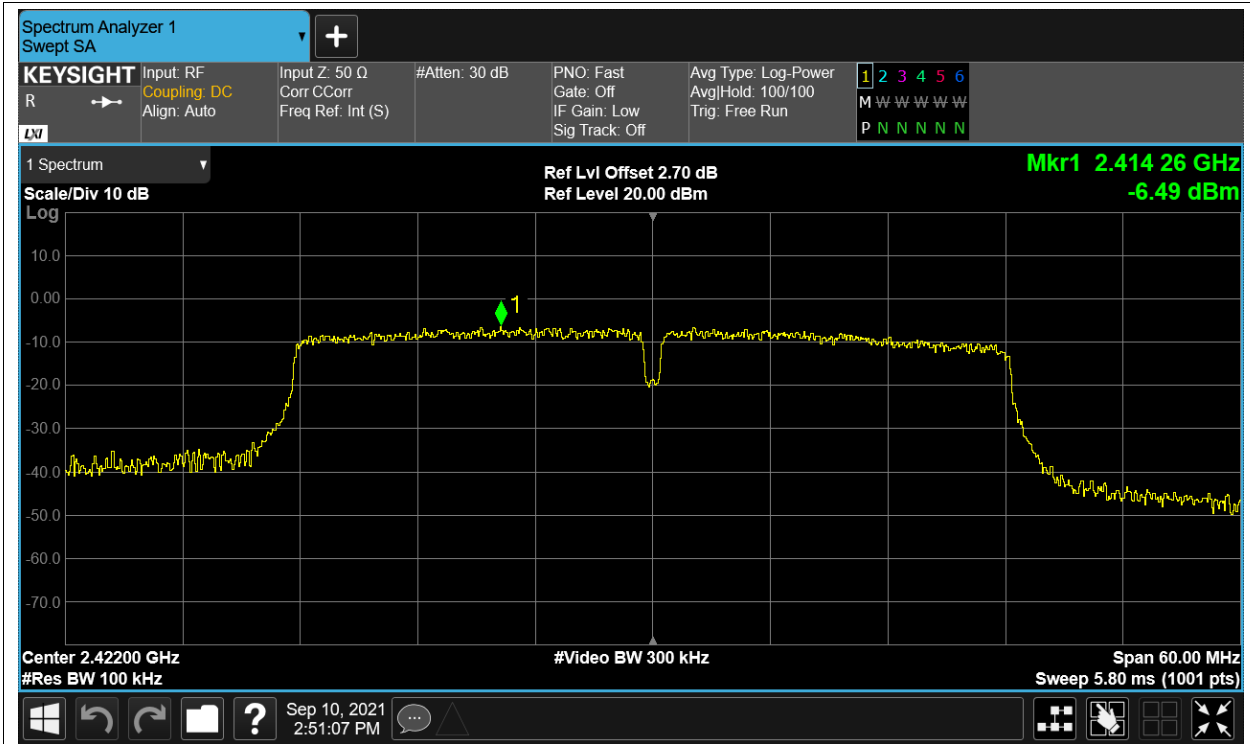 Spectrum Analyzer 1
Swept SA
+
KEYSIGHT
R
LXI
Input: RF
Coupling: DC
Align: Auto
Input Z: 50 Ω
Corr CCorr
Freq Ref: Int (S)
#Atten: 30 dB
PNO: Fast
Gate: Off
IF Gain: Low
Sig Track: Off
Avg Type: Log-Power
Avg|Hold: 100/100
Trig: Free Run
1 2 3 4 5 6
M W W W W W
P N N N N N
1 Spectrum
Scale/Div 10 dB
Log
Ref Lvl Offset 2.70 dB
Ref Level 20.00 dBm
Mkr1 2.414 26 GHz
-6.49 dBm
10.0
0.00
-10.0
-20.0
-30.0
-40.0
-50.0
-60.0
-70.0
1
Center 2.42200 GHz
#Res BW 100 kHz
#Video BW 300 kHz
Span 60.00 MHz
Sweep 5.80 ms (1001 pts)
?
Sep 10, 2021
2:51:07 PM